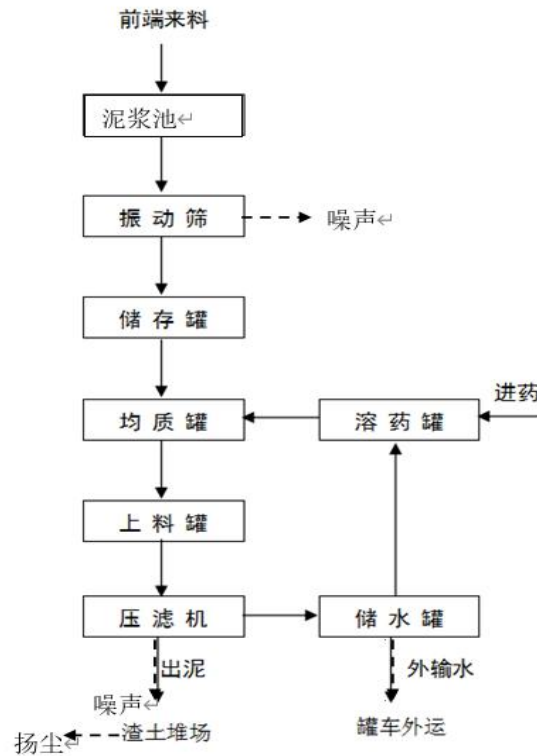 前端来料
泥浆池↵
振动筛
噪声↵
储存罐
进药
均质罐
溶药罐
上料罐
压滤机
储水罐
出泥
外输水
噪声↵
罐车外运
扬尘↵
渣土堆场